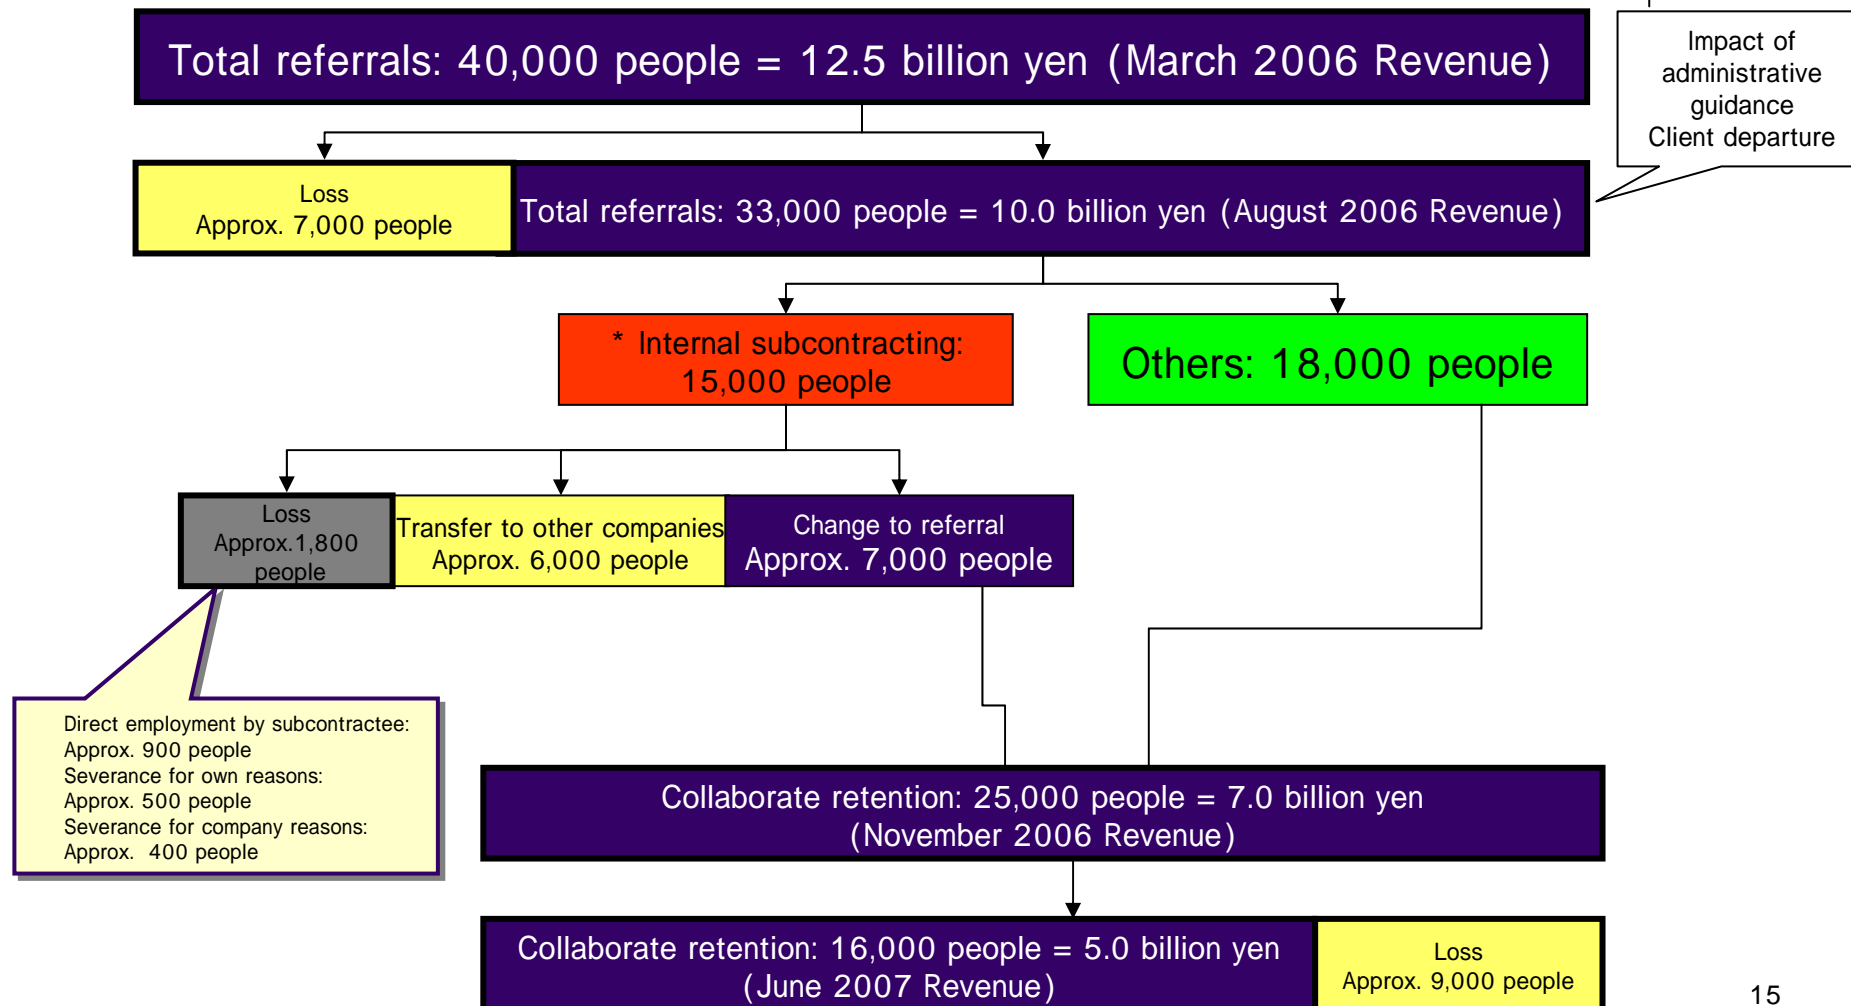 Total referrals: 40,000 people = 12.5 billion yen (March 2006 Revenue)
Impact of
administrative
guidance
Client departure
Loss
Approx. 7,000 people
Total referrals: 33,000 people = 10.0 billion yen (August 2006 Revenue)
* Internal subcontracting:
15,000 people
Others: 18,000 people
Loss
Approx.1,800
people
Transfer to other companies
Approx. 6,000 people
Change to referral
Approx. 7,000 people
Direct employment by subcontractee:
Approx. 900 people
Severance for own reasons:
Approx. 500 people
Severance for company reasons:
Approx.  400 people
Collaborate retention: 25,000 people = 7.0 billion yen
(November 2006 Revenue)
Collaborate retention: 16,000 people = 5.0 billion yen
(June 2007 Revenue)
Loss
Approx. 9,000 people
15